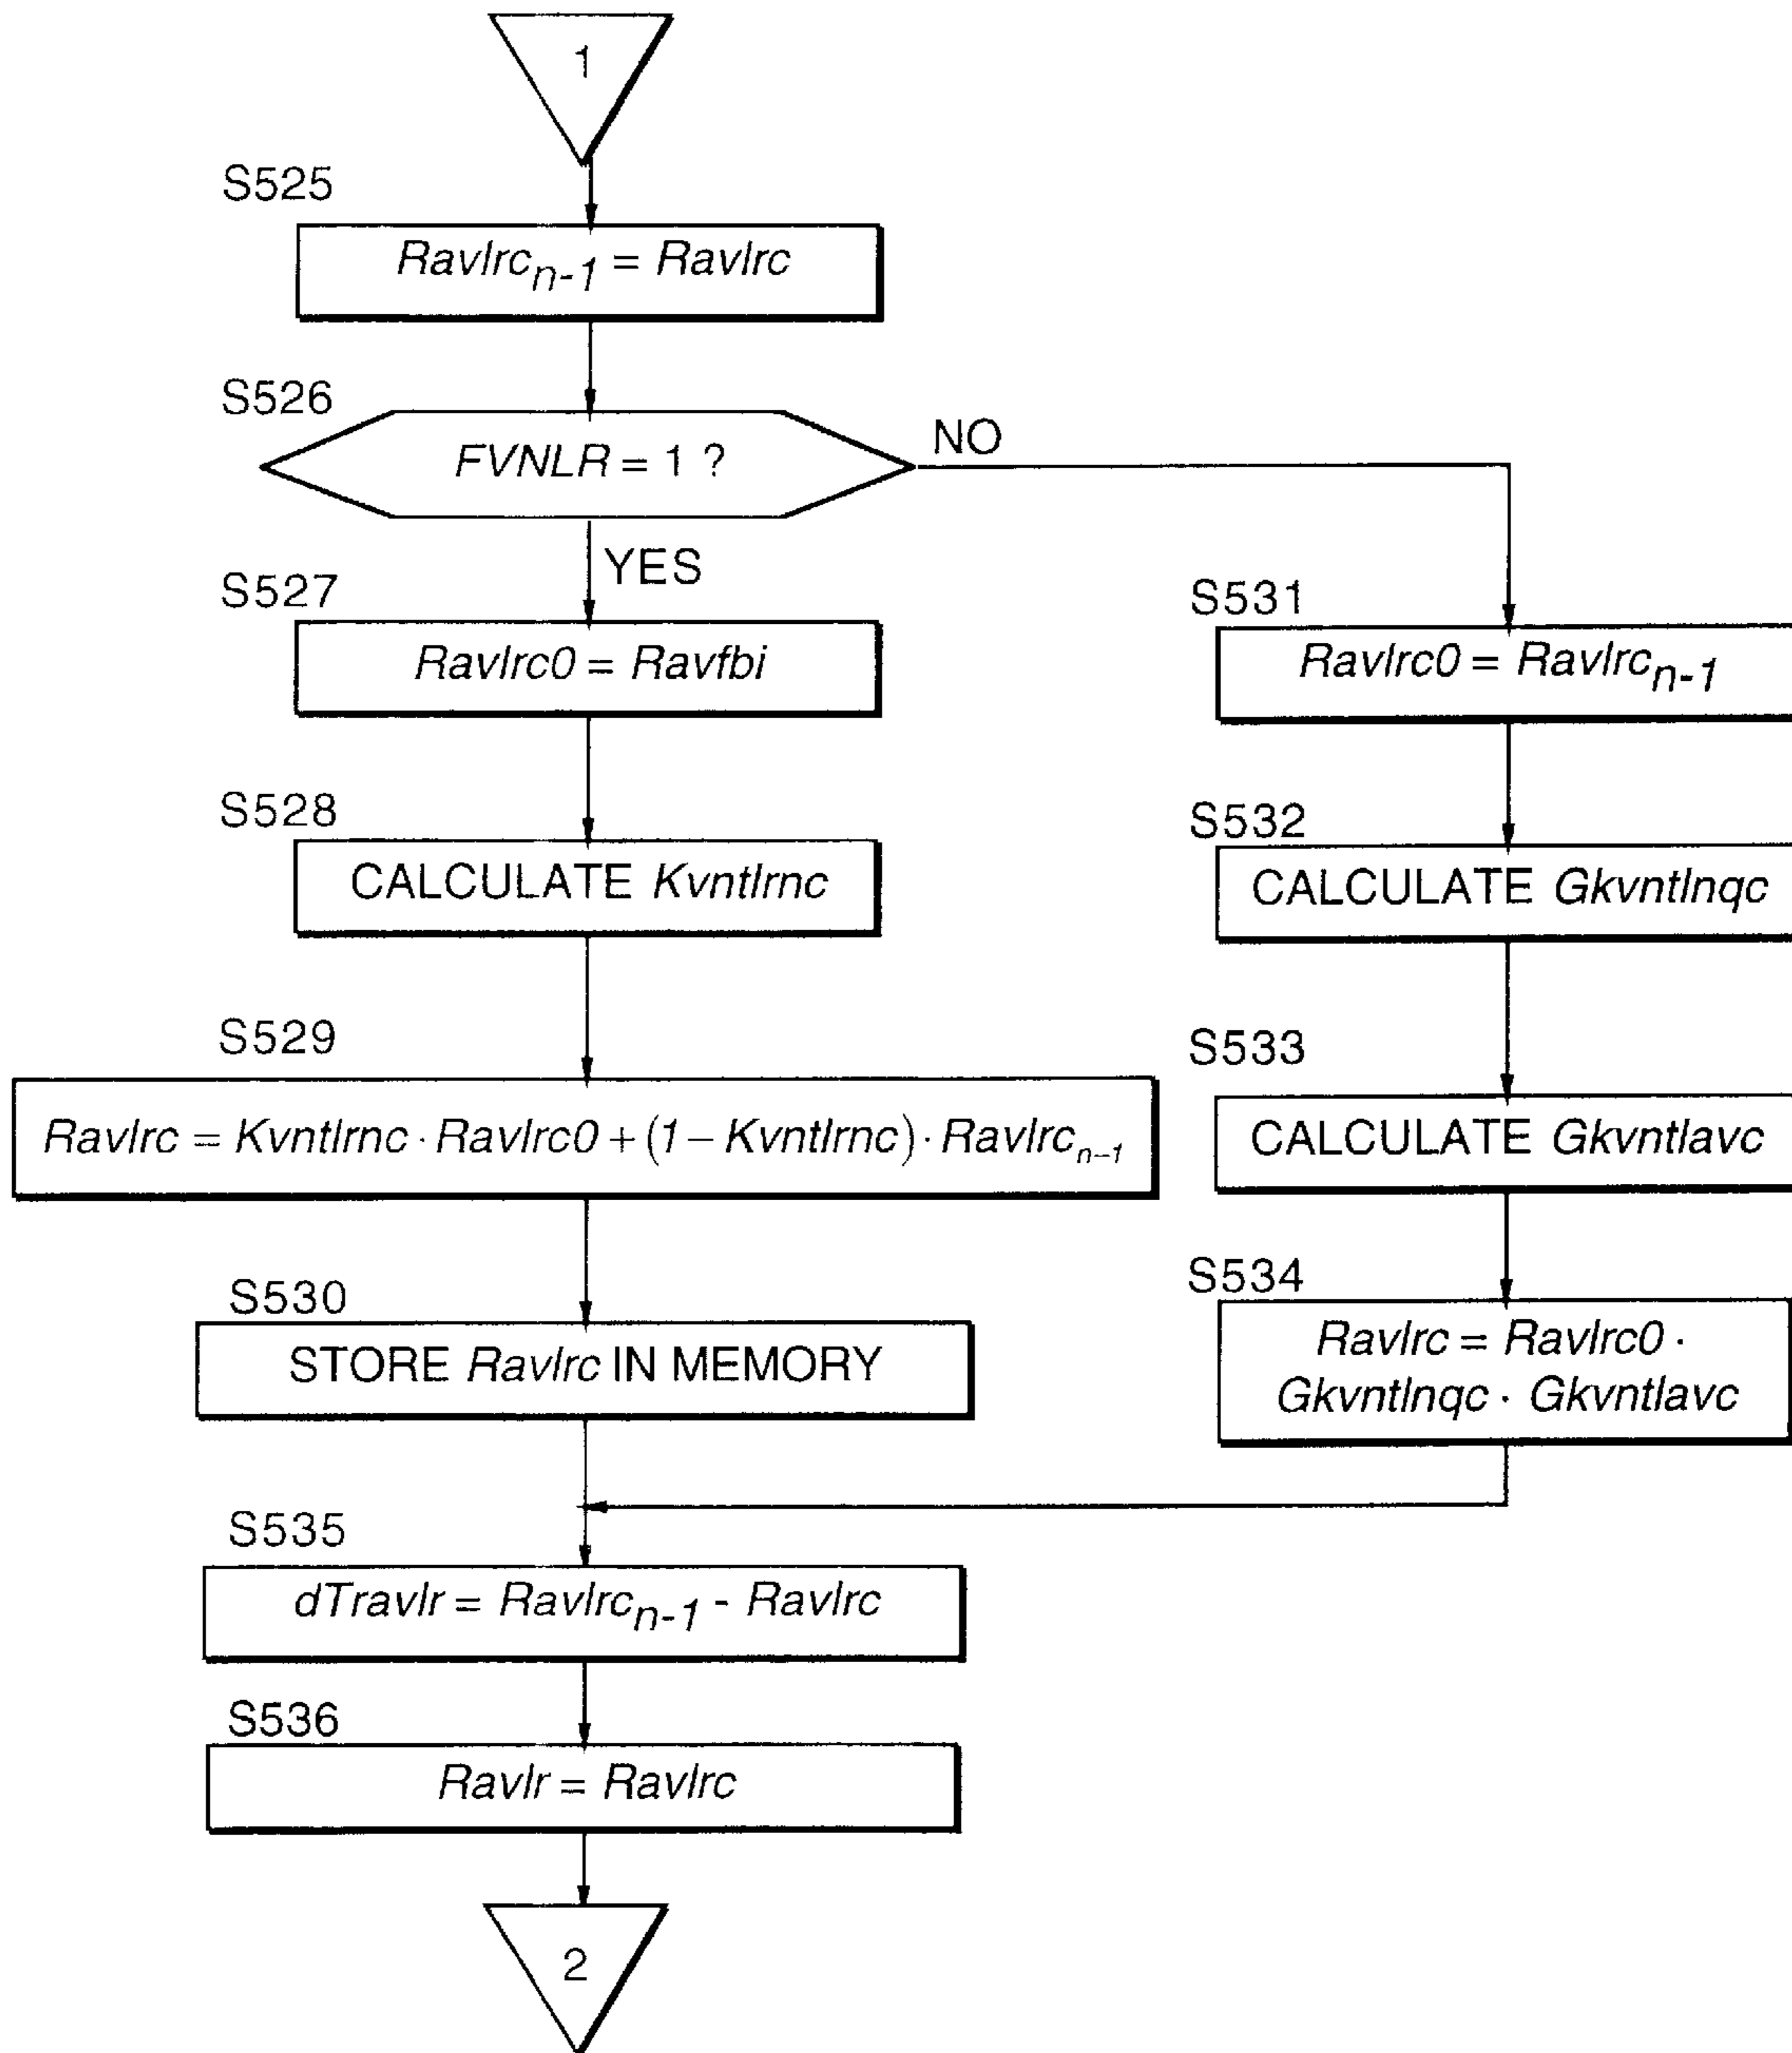 1
S525
Ravlrcn-1 = Ravlrc
S526
FVNLR = 1 ?
NO
YES
S527
Ravlrc0 = Ravfbi
S528
CALCULATE Kvntlrnc
S529
Ravlrc = Kvntlrnc · Ravlrc0 + (1 – Kvntlrnc) · Ravlrcn–1
S530
STORE Ravlrc IN MEMORY
S531
Ravlrc0 = Ravlrcn-1
S532
CALCULATE Gkvntlnqc
S533
CALCULATE Gkvntlavc
S534
Ravlrc = Ravlrc0 ·
Gkvntlnqc · Gkvntlavc
S535
dTravlr = Ravlrcn-1 - Ravlrc
S536
Ravlr = Ravlrc
2